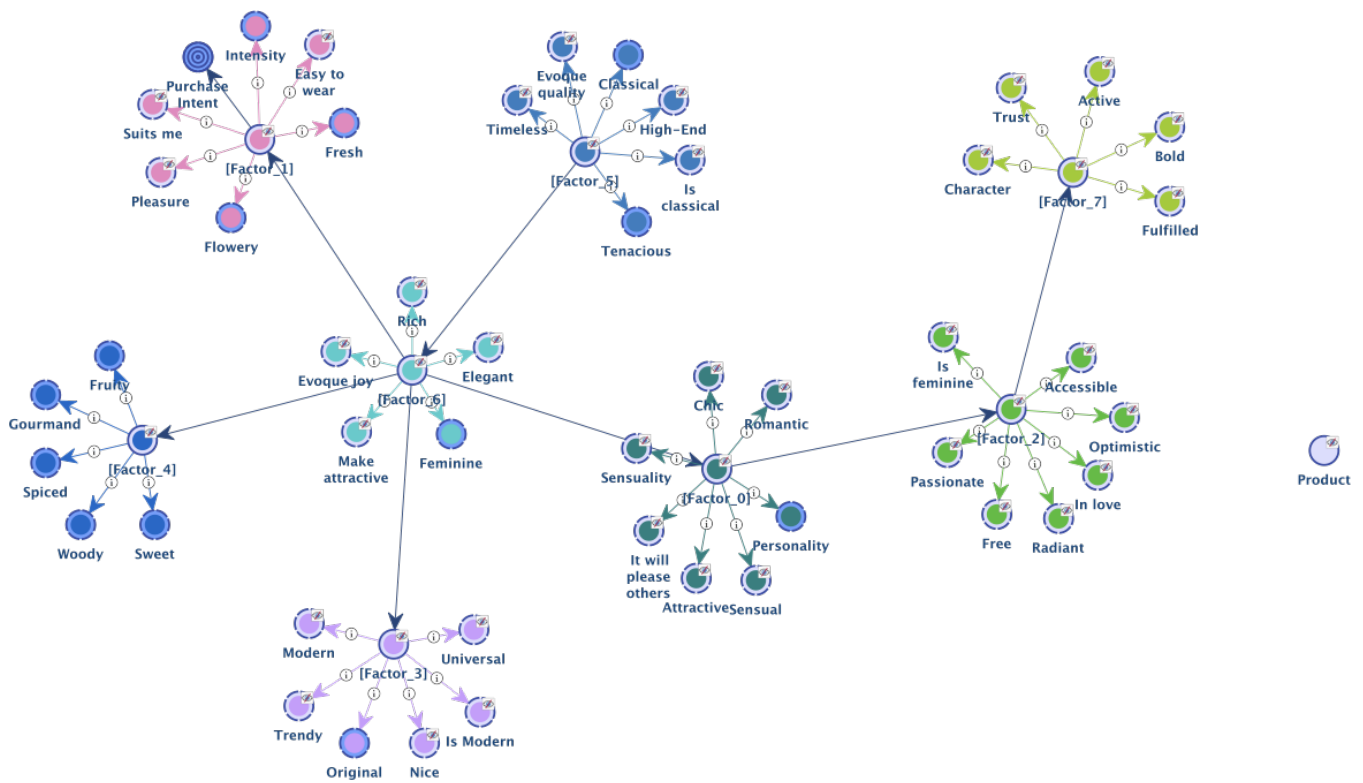 Intensity
Purchase
Intent
Easy to
wear
Suits me
[Factor_1]
Fresh
Pleasure
Flowery
Evoque
quality
Classical
Timeless
High-End
[Factor_5]
Is
classical
Tenacious
Active
Trust
Bold
Character
[Factor_7]
Fulfilled
Rich
Evoque joy
Elegant
[Factor_6]
Make
attractive
Feminine
Fruity
Gourmand
[Factor_4]
Spiced
Woody
Sweet
Chic
Romantic
Sensuality
[Factor_0]
Personality
It will
please
others
Attractive
Sensual
Is
feminine
Accessible
[Factor_2]
Optimistic
Passionate
In love
Free
Radiant
Product
Modern
Universal
[Factor_3]
Trendy
Is Modern
Original
Nice